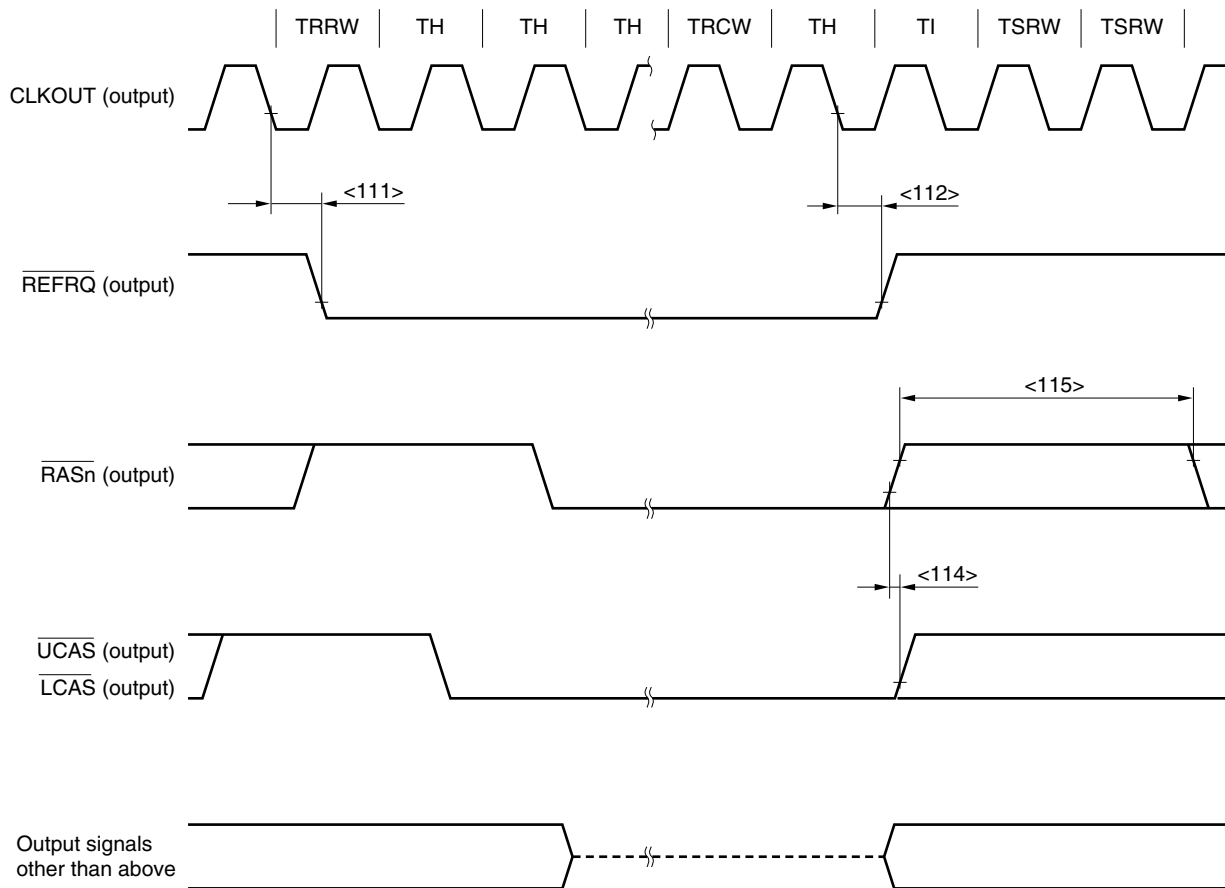 TRRW TH TH TH TRCW TH TI TSRW TSRW
CLKOUT (output)
<111>
<112>
REFRQ (output)
<115>
RASn (output)
<114>
UCAS (output)
LCAS (output)
Output signals
other than above